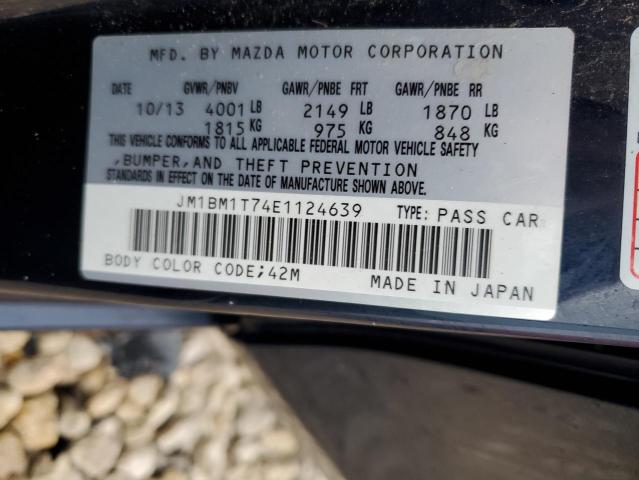 MFD. BY MAZDA MOTOR CORPORATION
DATE GVWR/PNBV GAWR/PNBE FRT GAWR/PNBE RR
10/13 4001 LB 2149 LB 1870 LB
1815 KG 975 KG 848 KG
THIS VEHICLE CONFORMS TO ALL APPLICABLE FEDERAL MOTOR VEHICLE SAFETY
,BUMPER,AND THEFT PREVENTION
STANDARDS IN EFFECT ON THE DATE OF MANUFACTURE SHOWN ABOVE.
JM1BM1T74E1124639 TYPE: PASS CAR
BODY COLOR CODE;42M MADE IN JAPAN